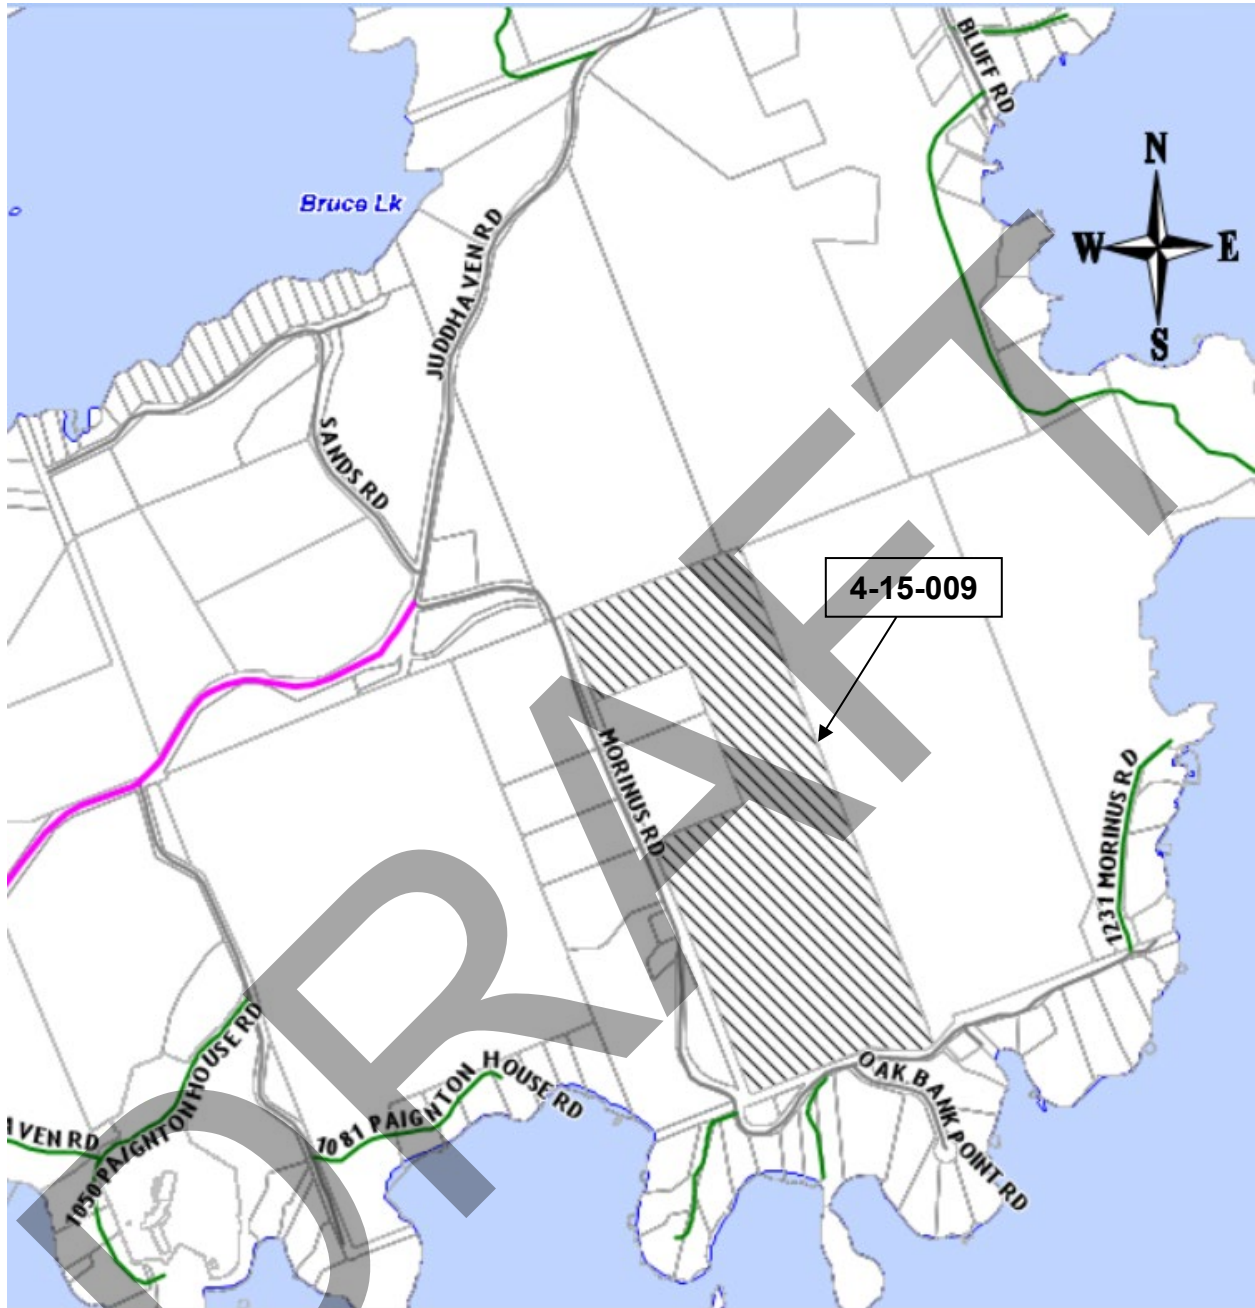 BLUFF RD
N
Bruce Lk
W E
JUDDHAVEN RD
S
SANDS RD
4-15-009
MORINUS RD
1231 MORINUS RD
1050 PAIGNTON HOUSE RD
OAK BANK POINT RD
1081 PAIGNTON HOUSE RD
VEN RD
DRAFT